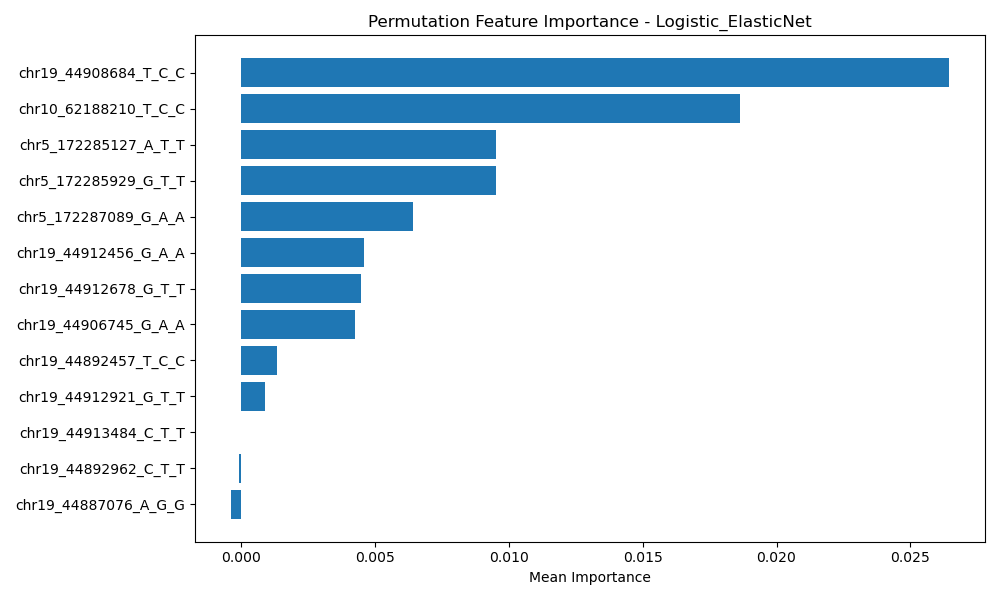 Permutation Feature Importance - Logistic_ElasticNet
chr19_44908684_T_C_C
chr10_62188210_T_C_C
chr5_172285127_A_T_T
chr5_172285929_G_T_T
chr5_172287089_G_A_A
chr19_44912456_G_A_A
chr19_44912678_G_T_T
chr19_44906745_G_A_A
chr19_44892457_T_C_C
chr19_44912921_G_T_T
chr19_44913484_C_T_T
chr19_44892962_C_T_T
chr19_44887076_A_G_G
0.000 0.005 0.010 0.015 0.020 0.025
Mean Importance